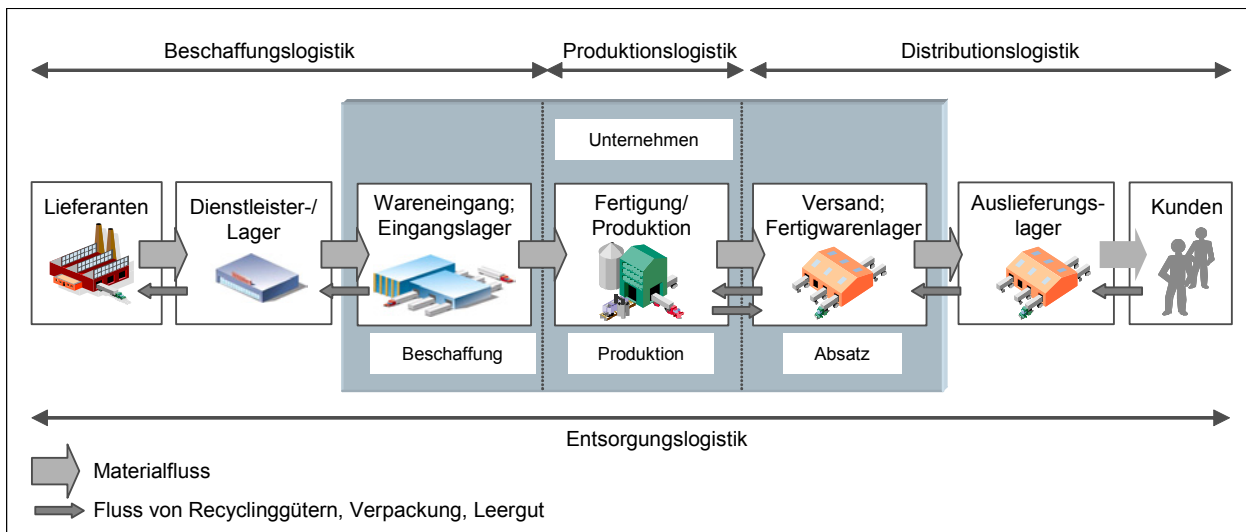 Beschaffungslogistik
Produktionslogistik
Distributionslogistik
Unternehmen
Lieferanten
Dienstleister-/
Lager
Wareneingang;
Eingangslager
Fertigung/
Produktion
Versand;
Fertigwarenlager
Auslieferungs-
lager
Kunden
Beschaffung
Produktion
Absatz
Entsorgungslogistik
Materialfluss
Fluss von Recyclinggütern, Verpackung, Leergut